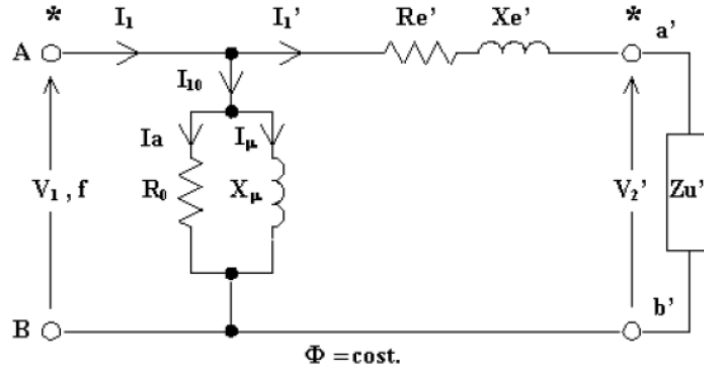 * I₁ I₁' Re' Xe' *
A a'
I₁₀
Ia Iμ
V₁ , f R₀ Xμ V₂' Zu'
B b'
Φ = cost.